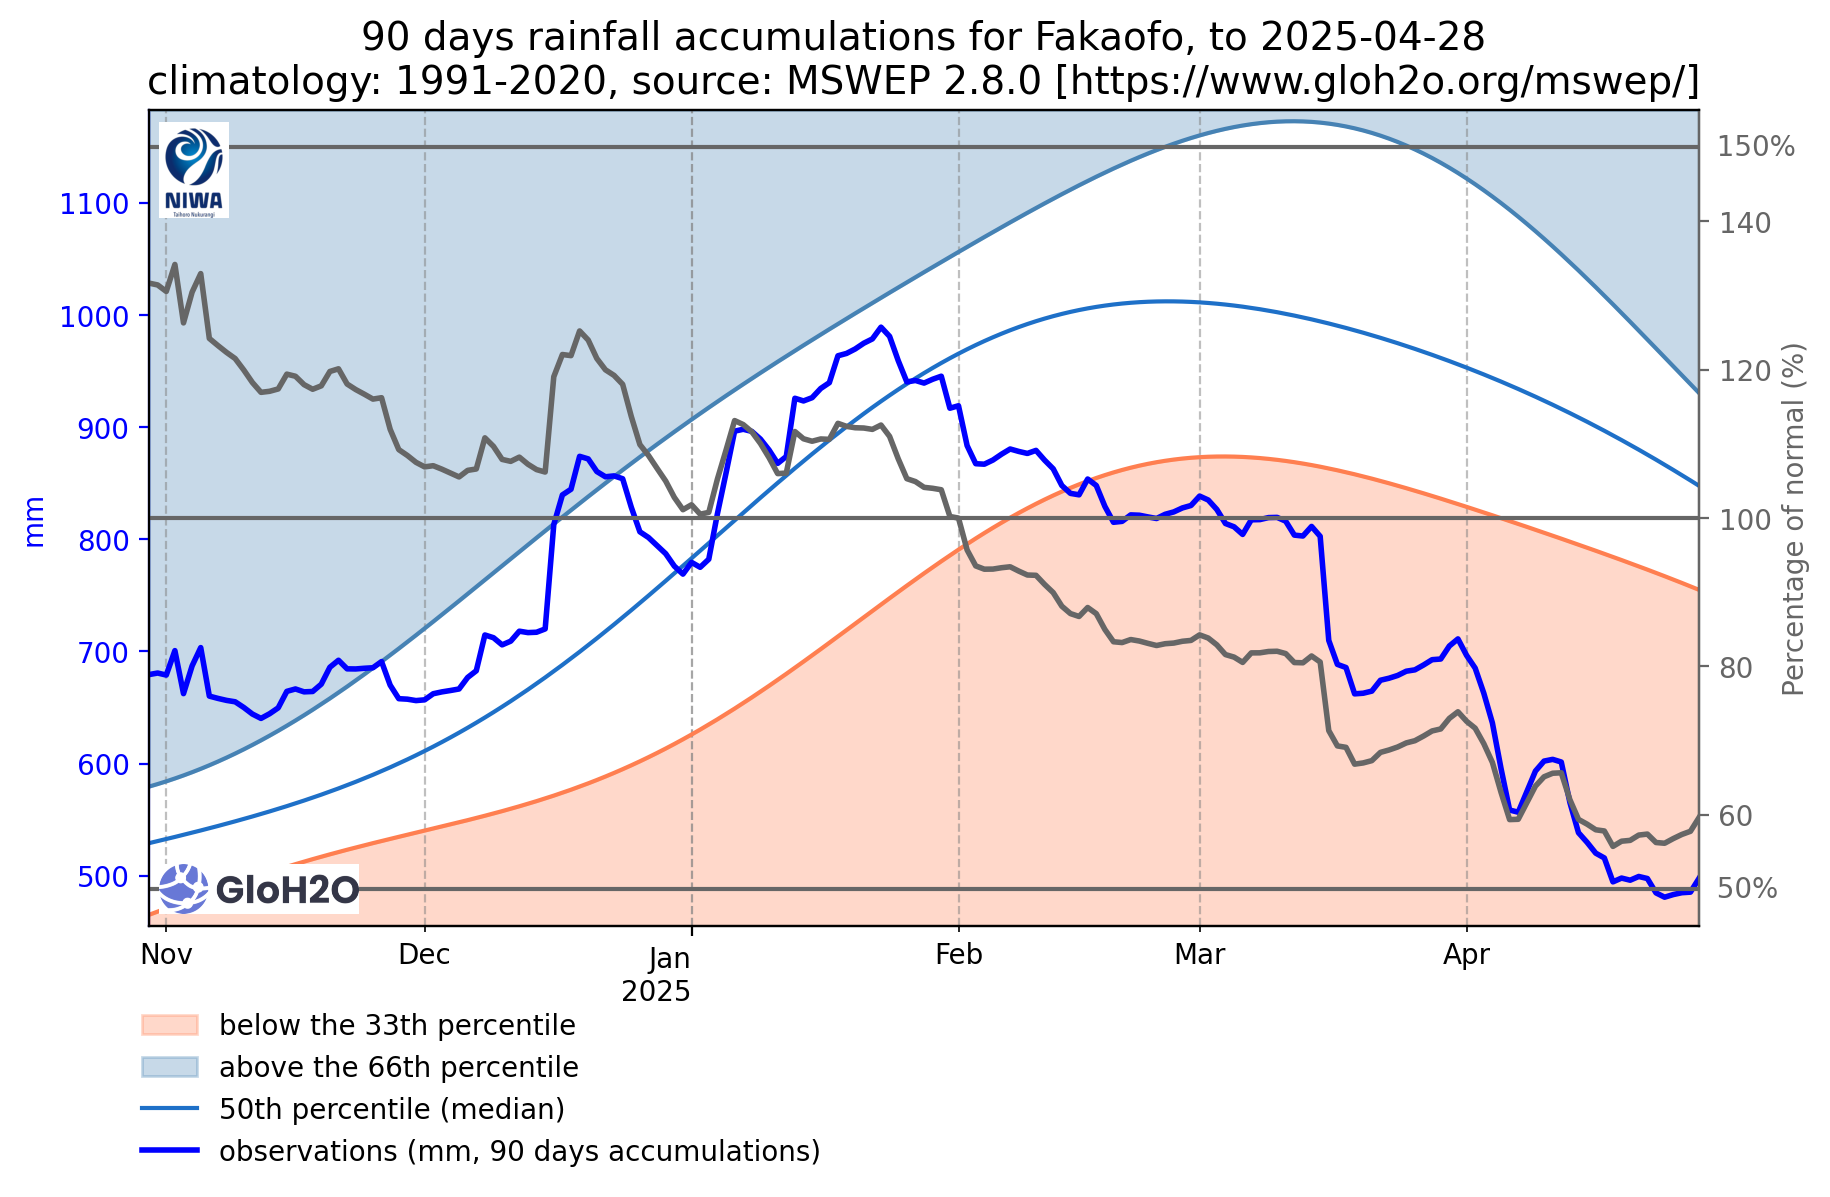 90 days rainfall accumulations for Fakaofo, to 2025-04-28
climatology: 1991-2020, source: MSWEP 2.8.0 [https://www.gloh2o.org/mswep/]
NIWA
Taihoro Nukurangi
1100
1000
900
800
700
600
500
mm
150%
140
120
100
80
60
50%
Percentage of normal (%)
GloH2O
Nov
Dec
Jan
2025
Feb
Mar
Apr
below the 33th percentile
above the 66th percentile
50th percentile (median)
observations (mm, 90 days accumulations)